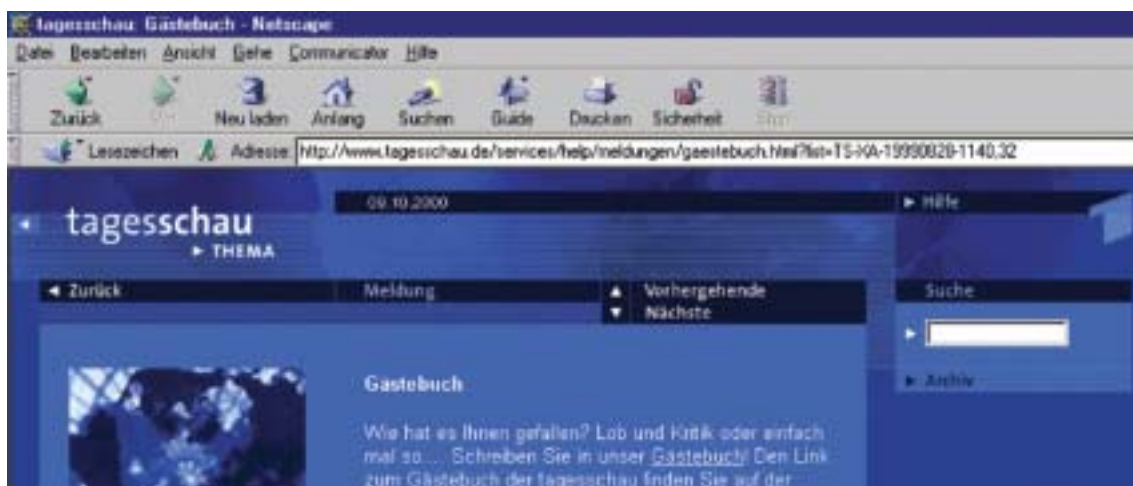 tagesschau: Gästebuch - Netscape
Datei Bearbeiten Ansicht Gehe Communicator Hilfe
Zurück Neu laden Anfang Suchen Guide Drucken Sicherheit Stop
Lesezeichen Adresse http://www.tagesschau.de/services/help/meldungen/gaestebuch.html?list=TS-XA-19990828-1140,32
09.10.2000 Hilfe
tagesschau
THEMA
Zurück Meldung Vorhergehende Suche
Nächste
Archiv
Gästebuch
Wie hat es Ihnen gefallen? Lob und Kritik oder einfach
mal so.... Schreiben Sie in unser Gästebuch! Den Link
zum Gästebuch der tagesschau finden Sie auf der